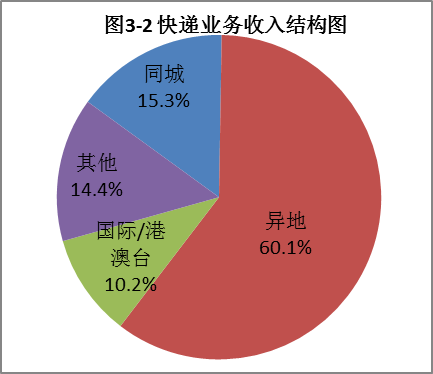 图3-2 快递业务收入结构图
同城
15.3%
其他
14.4%
国际/港
澳台
10.2%
异地
60.1%